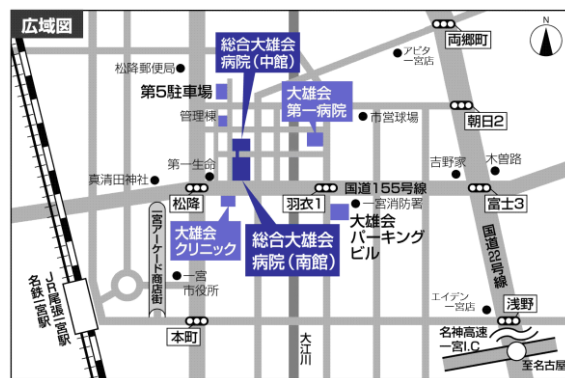 広域図
N
総合大雄会
病院（中館）
両郷町
アピタ
一宮店
松降郵便局
第5駐車場
大雄会
第一病院
管理棟
市営球場
朝日2
吉野家
木曽路
第一生命
真清田神社
松降
羽衣1
国道155号線
富士3
一宮消防署
大雄会
クリニック
総合大雄会
病院（南館）
大雄会
パーキング
ビル
一宮アーケード商店街
国道22号線
一宮
市役所
JR尾張一宮駅
名鉄一宮駅
エイデン
一宮店
浅野
本町
大江川
名神高速
一宮I.C
至名古屋